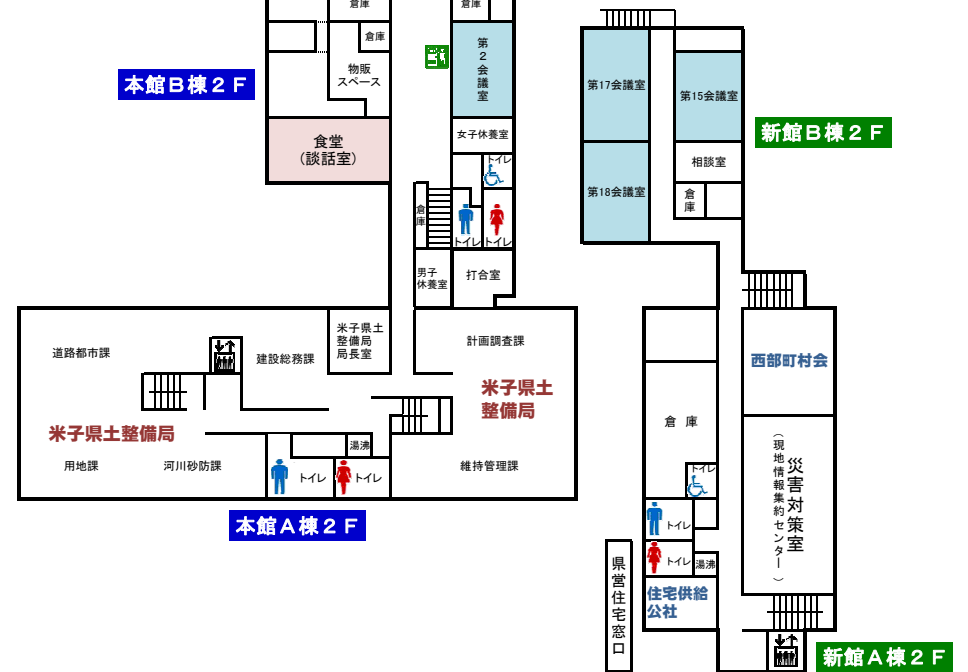 倉庫
倉庫
倉庫
物販
スペース
本館Ｂ棟２Ｆ
食堂
（談話室）
第２会議室
女子休養室
トイレ
倉庫
トイレ
トイレ
男子
休養室
打合室
第17会議室
第15会議室
新館Ｂ棟２Ｆ
相談室
第18会議室
倉庫
道路都市課
建設総務課
米子県土
整備局
局長室
計画調査課
米子県土
整備局
米子県土整備局
用地課
河川砂防課
湯沸
トイレ
トイレ
維持管理課
本館Ａ棟２Ｆ
西部町村会
倉庫
トイレ
災害対策室
（現地情報集約センター）
トイレ
トイレ
湯沸
県営住宅窓口
住宅供給
公社
新館Ａ棟２Ｆ